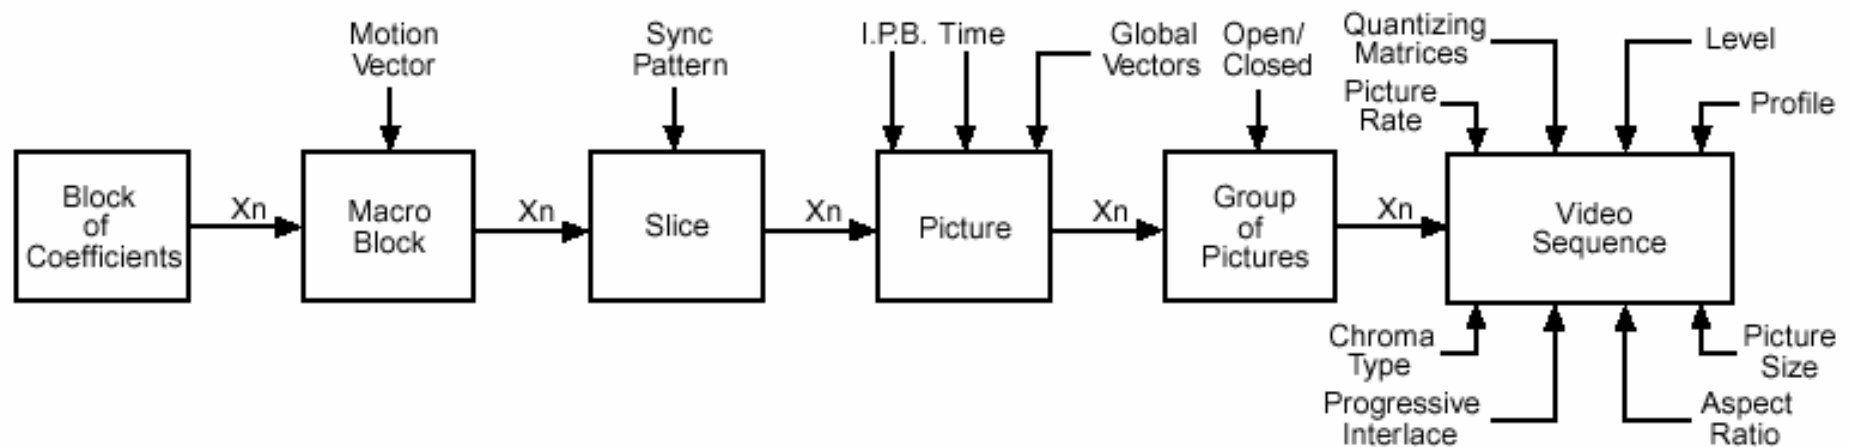 Motion
Vector
Sync
Pattern
I.P.B. Time
Global
Vectors
Open/
Closed
Quantizing
Matrices
Level
Picture
Rate
Profile
Block
of
Coefficients
Xn
Macro
Block
Xn
Slice
Xn
Picture
Xn
Group
of
Pictures
Xn
Video
Sequence
Chroma
Type
Picture
Size
Progressive
Interlace
Aspect
Ratio